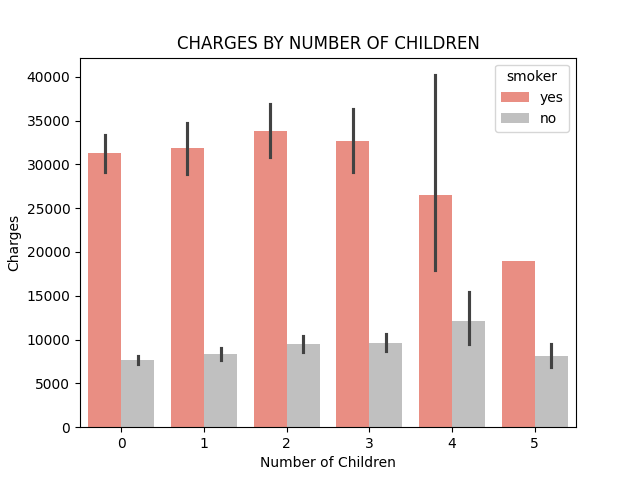 CHARGES BY NUMBER OF CHILDREN
smoker
yes
no
40000
35000
30000
25000
20000
15000
10000
5000
0
Charges
0 1 2 3 4 5
Number of Children